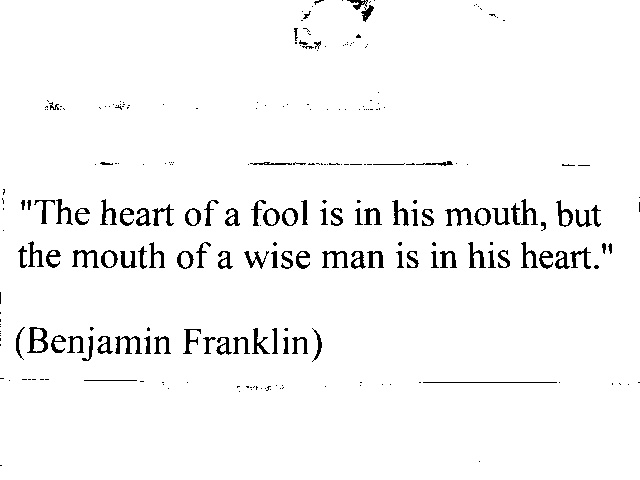 "The heart of a fool is in his mouth, but
the mouth of a wise man is in his heart."
(Benjamin Franklin)